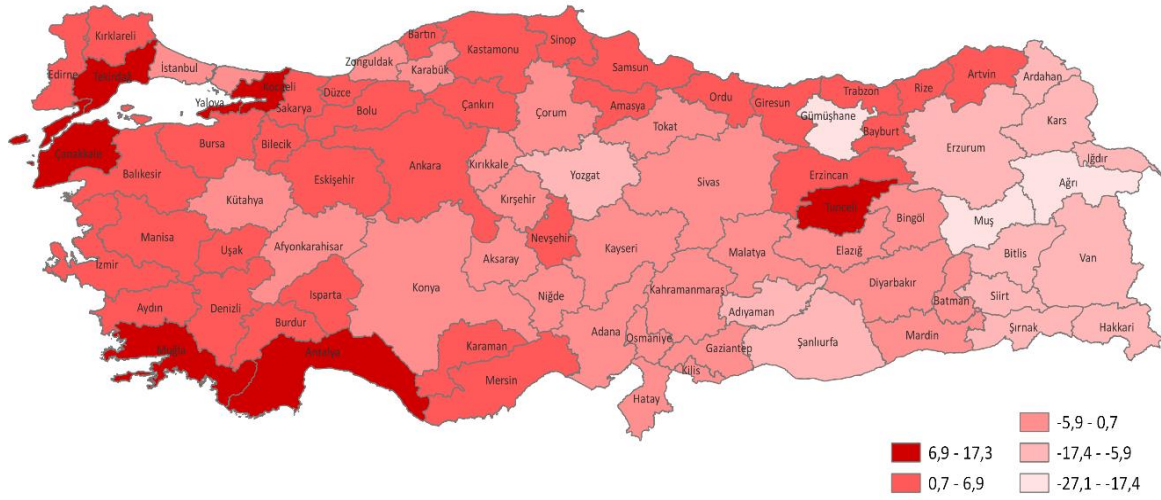 Kırklareli
Edirne
Tekirdağ
İstanbul
Kocaeli
Yalova
Sakarya
Düzce
Zonguldak
Bartın
Karabük
Kastamonu
Sinop
Samsun
Ordu
Giresun
Trabzon
Rize
Artvin
Ardahan
Çanakkale
Balıkesir
Bursa
Bilecik
Bolu
Çankırı
Çorum
Amasya
Tokat
Gümüşhane
Bayburt
Erzurum
Kars
Iğdır
Ağrı
Kütahya
Eskişehir
Ankara
Kırıkkale
Kırşehir
Yozgat
Sivas
Erzincan
Tunceli
Bingöl
Muş
Manisa
İzmir
Uşak
Afyonkarahisar
Nevşehir
Aksaray
Kayseri
Malatya
Elazığ
Bitlis
Van
Aydın
Denizli
Isparta
Burdur
Konya
Niğde
Kahramanmaraş
Adıyaman
Diyarbakır
Batman
Siirt
Şırnak
Hakkari
Muğla
Antalya
Karaman
Mersin
Adana
Osmaniye
Gaziantep
Kilis
Hatay
Şanlıurfa
Mardin
6,9 - 17,3
0,7 - 6,9
-5,9 - 0,7
-17,4 - -5,9
-27,1 - -17,4